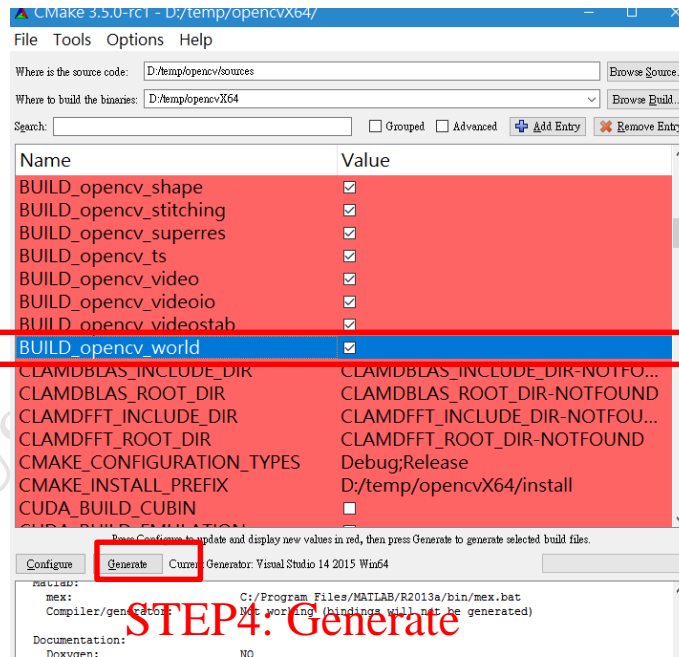 CMake 3.5.0-rc1 - D:/temp/opencvX64/
File Tools Options Help
Where is the source code: D:/temp/opencv/sources Browse Source..
Where to build the binaries: D:/temp/opencvX64 Browse Build..
Search: Grouped Advanced Add Entry Remove Entry
Name Value
BUILD_opencv_shape
BUILD_opencv_stitching
BUILD_opencv_superres
BUILD_opencv_ts
BUILD_opencv_video
BUILD_opencv_videoio
BUILD_opencv_videostab
BUILD_opencv_world
CLAMDBLAS_INCLUDE_DIR CLAMDBLAS_INCLUDE_DIR-NOTFO...
CLAMDBLAS_ROOT_DIR CLAMDBLAS_ROOT_DIR-NOTFOUND
CLAMDFFT_INCLUDE_DIR CLAMDFFT_INCLUDE_DIR-NOTFOU...
CLAMDFFT_ROOT_DIR CLAMDFFT_ROOT_DIR-NOTFOUND
CMAKE_CONFIGURATION_TYPES Debug;Release
CMAKE_INSTALL_PREFIX D:/temp/opencvX64/install
CUDA_BUILD_CUBIN
CUDA_BUILD_EMULATION
Press Configure to update and display new values in red, then press Generate to generate selected build files.
Configure Generate Current Generator: Visual Studio 14 2015 Win64
Matlab:
mex: C:/Program Files/MATLAB/R2013a/bin/mex.bat
Compiler/generator: Not working (bindings will not be generated)
STEP4: Generate
Documentation:
Doxygen: NO